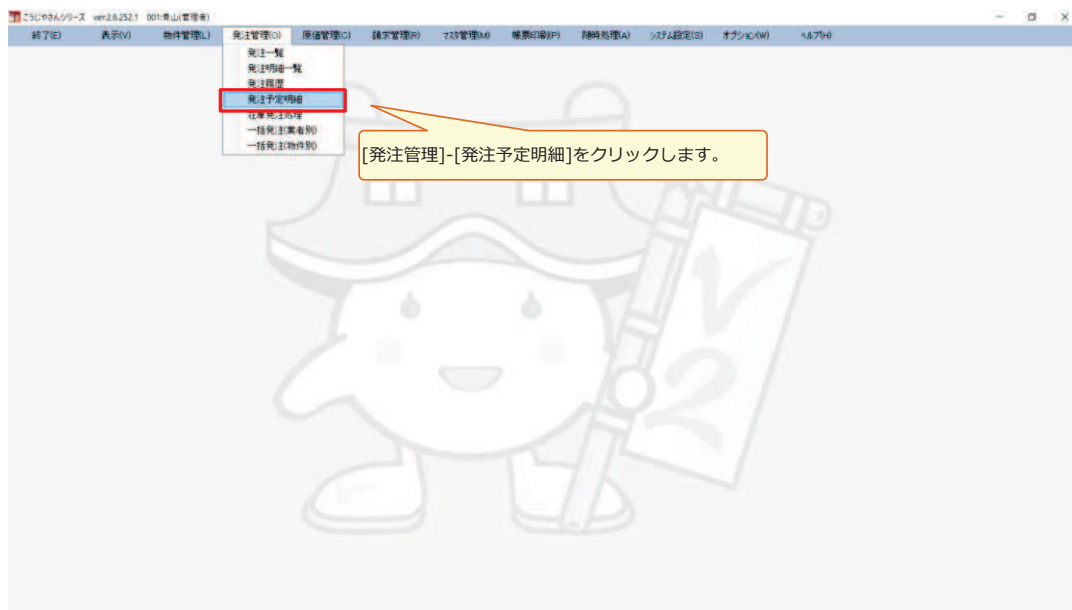 こうじやさんシリーズ ver2.6.252.1 001:青山(管理者)
終了(E) 表示(V) 物件管理(L) 発注管理(O) 原価管理(C) 請求管理(R) マスタ管理(M) 帳票印刷(P) 随時処理(A) システム設定(S) オプション(W) ヘルプ(H)
発注一覧
発注明細一覧
発注履歴
発注予定明細
在庫発注処理
一括発注(業者別)
一括発注(物件別)
[発注管理]-[発注予定明細]をクリックします。
V
2